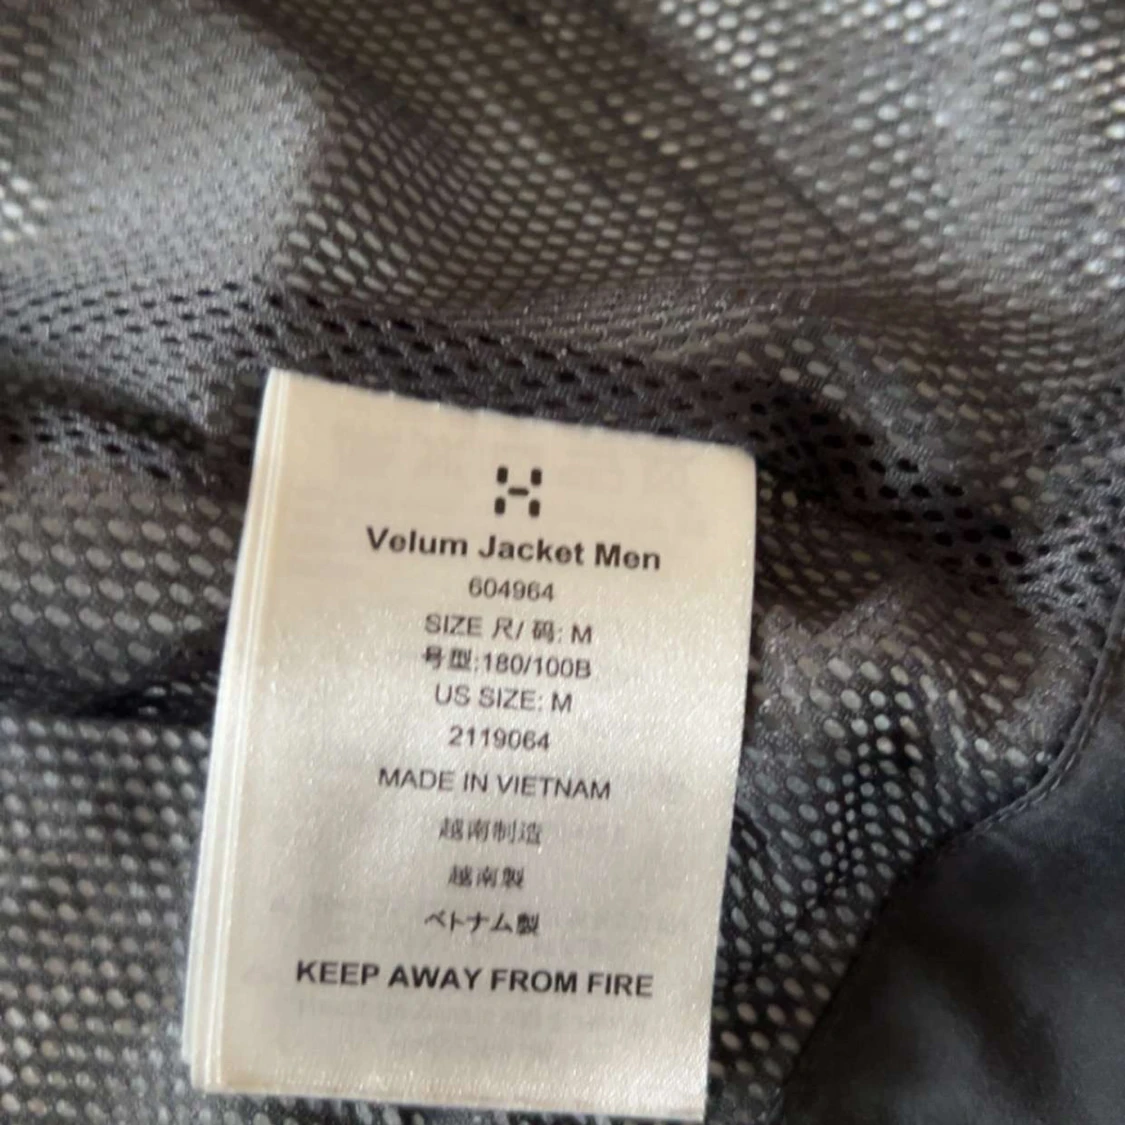 Velum Jacket Men
604964
SIZE 尺/ 码: M
号型:180/100B
US SIZE: M
2119064
MADE IN VIETNAM
越南制造
越南製
ベトナム製
KEEP AWAY FROM FIRE